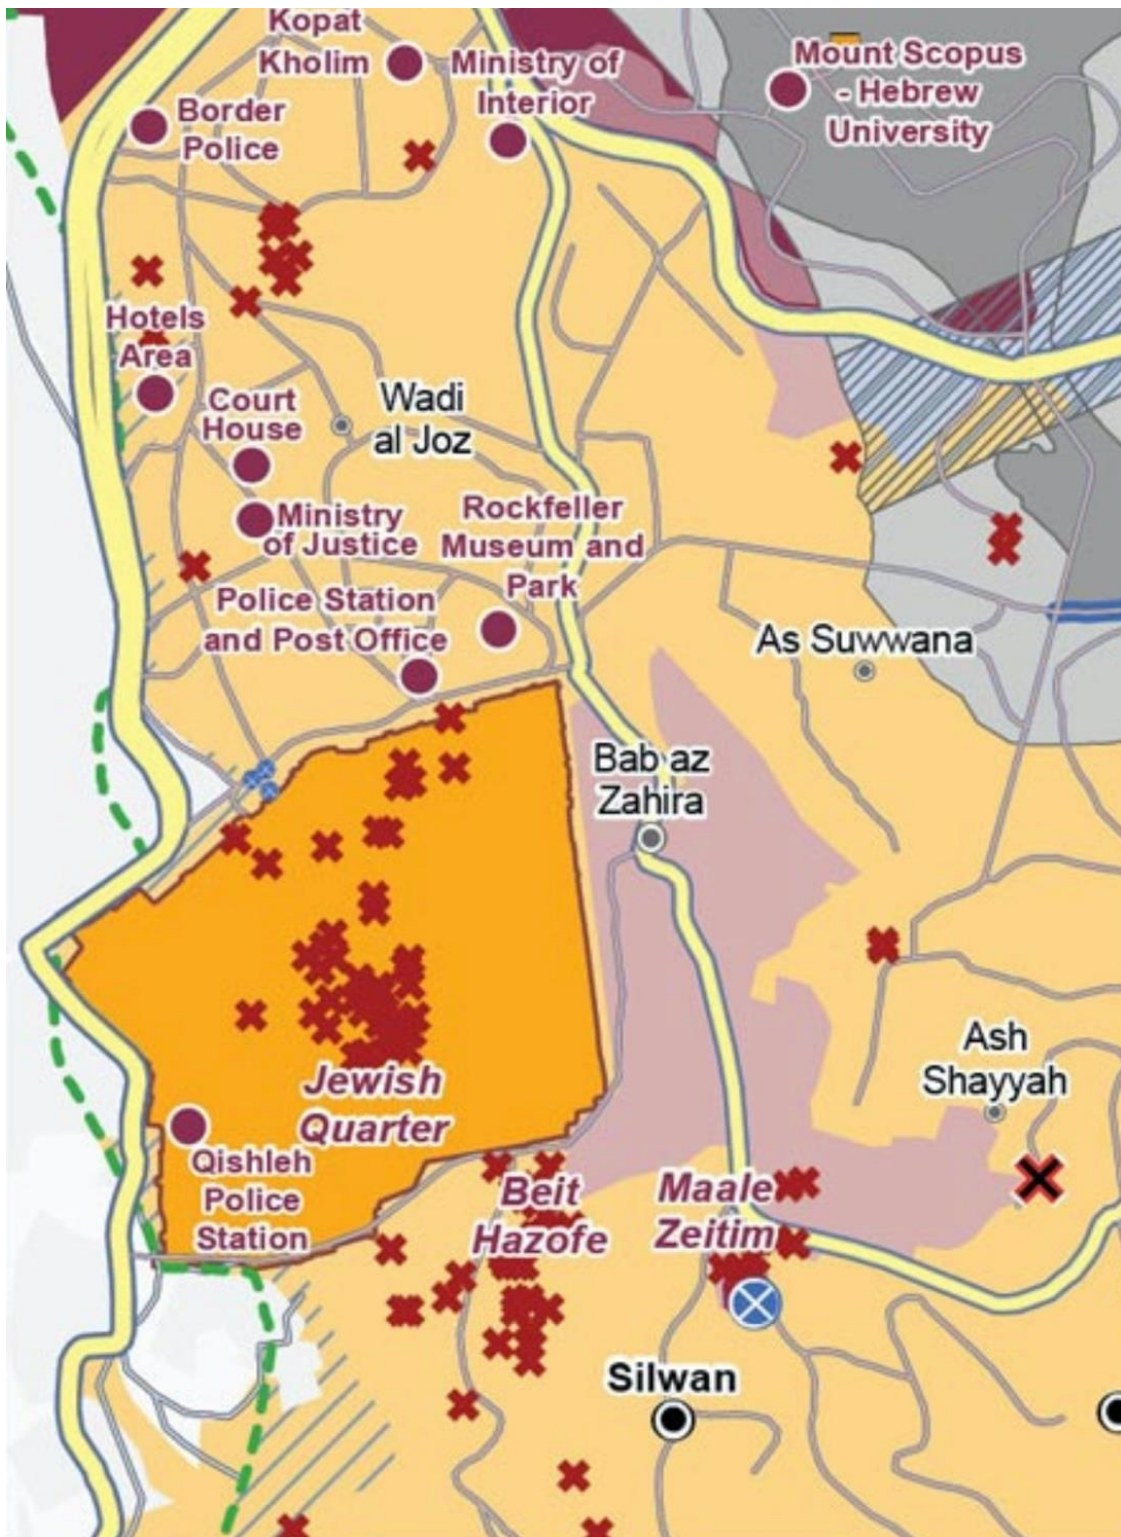 Kopat
Kholim
Ministry of
Interior
Mount Scopus
- Hebrew
University
Border
Police
Hotels
Area
Court
House
Wadi
al Joz
Ministry
of Justice
Rockfeller
Museum and
Park
Police Station
and Post Office
As Suwwana
Bab az
Zahira
Ash
Shayyah
Jewish
Quarter
Qishleh
Police
Station
Beit
Hazofe
Maale
Zeitim
Silwan